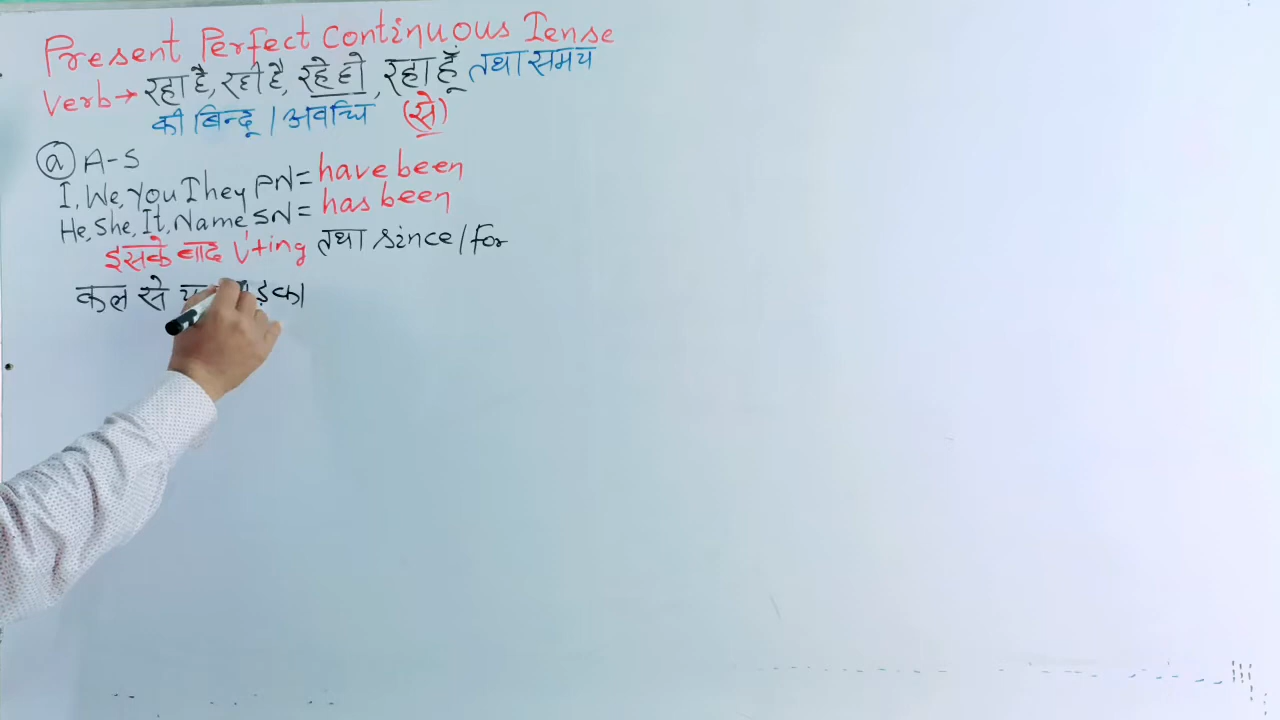 Present Perfect Continuous Tense
Verb→ रहा है, रही है, रहे हो, रहा हूँ तथा समय
की बिन्दू / अवधि (से)
(a) A-S
I, We, You They PN = have been
He, She, It, Name SN = has been
इसके बाद V'+ing तथा since/for
कल से